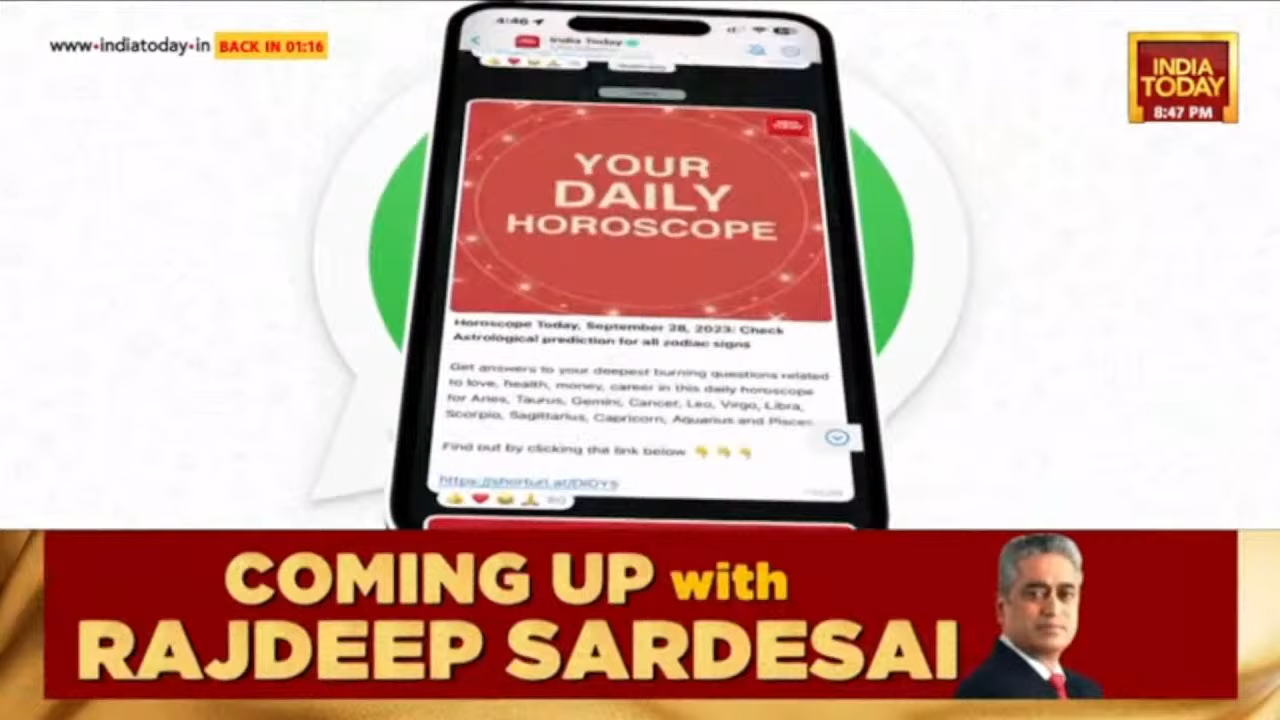 www•indiatoday•in BACK IN 01:16
INDIA
TODAY
8:47 PM
4:46
India Today
YOUR
DAILY
HOROSCOPE
Horoscope Today, September 28, 2023: Check
Astrological prediction for all zodiac signs
Get answers to your deepest burning questions related
to love, health, money, career in this daily horoscope
for Aries, Taurus, Gemini, Cancer, Leo, Virgo, Libra,
Scorpio, Sagittarius, Capricorn, Aquarius and Pisces.
Find out by clicking the link below 👇 👇 👇
COMING UP with
RAJDEEP SARDESAI